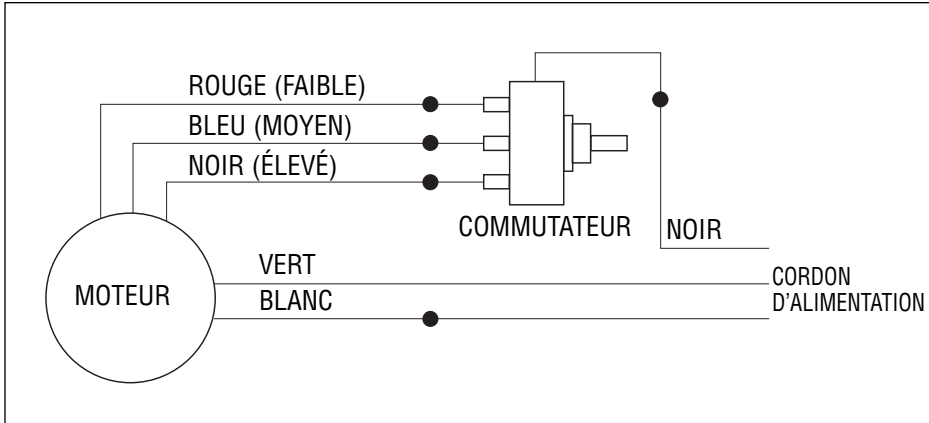 ROUGE (FAIBLE)
BLEU (MOYEN)
NOIR (ÉLEVÉ)
COMMUTATEUR
NOIR
VERT
MOTEUR
BLANC
CORDON
D'ALIMENTATION